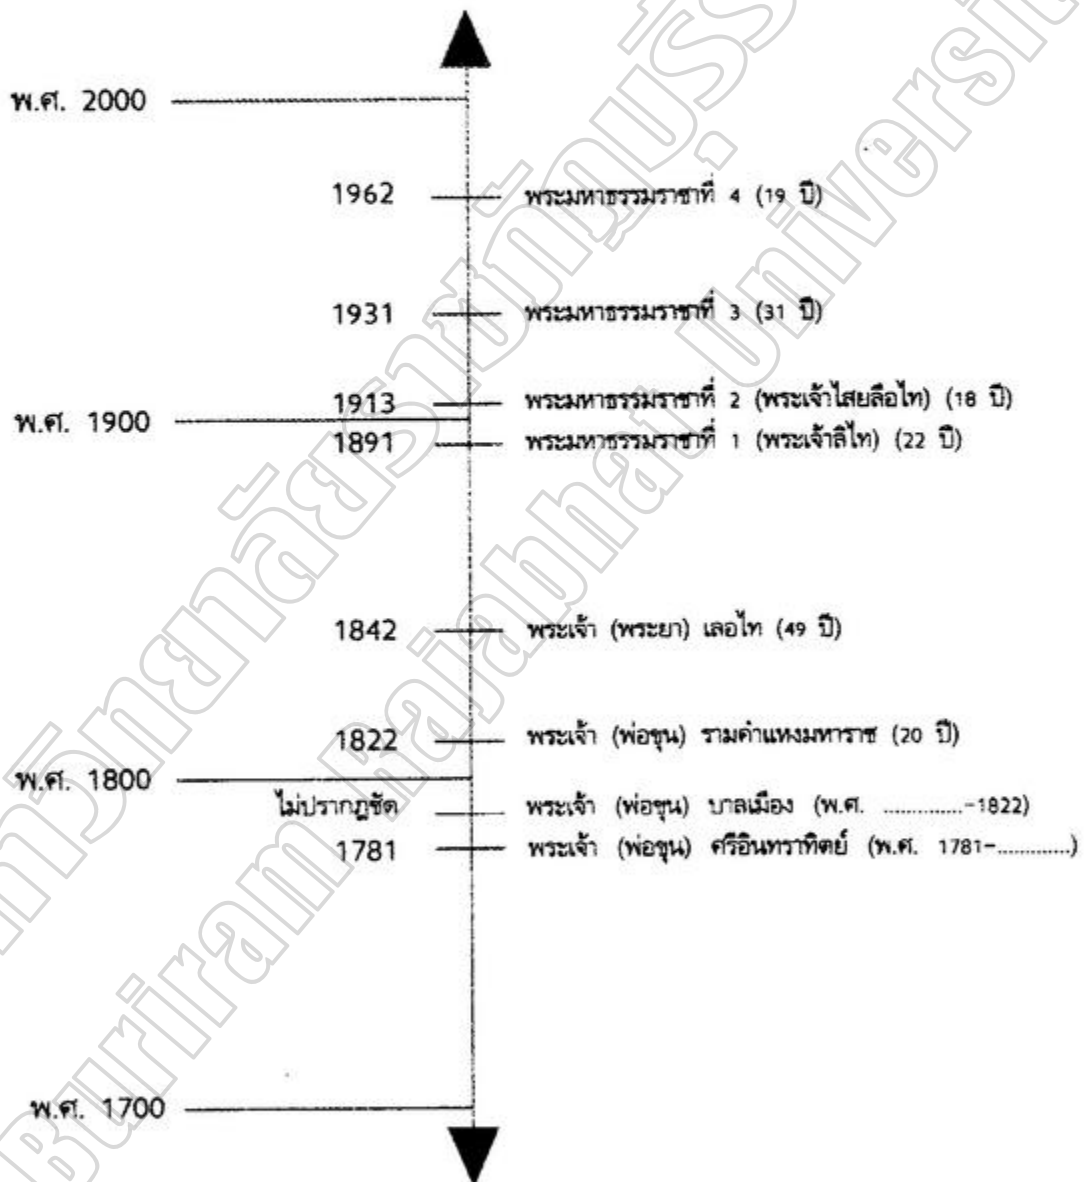 พ.ศ. 2000
1962 พระมหาธรรมราชาที่ 4 (19 ปี)
1931 พระมหาธรรมราชาที่ 3 (31 ปี)
1913 พระมหาธรรมราชาที่ 2 (พระเจ้าไสยลือไท) (18 ปี)
พ.ศ. 1900
1891 พระมหาธรรมราชาที่ 1 (พระเจ้าลิไท) (22 ปี)
1842 พระเจ้า (พระยา) เลอไท (49 ปี)
1822 พระเจ้า (พ่อขุน) รามคำแหงมหาราช (20 ปี)
พ.ศ. 1800
ไม่ปรากฏชัด พระเจ้า (พ่อขุน) บาลเมือง (พ.ศ. .............-1822)
1781 พระเจ้า (พ่อขุน) ศรีอินทราทิตย์ (พ.ศ. 1781-............)
พ.ศ. 1700
Buriram Rajabhat Universit